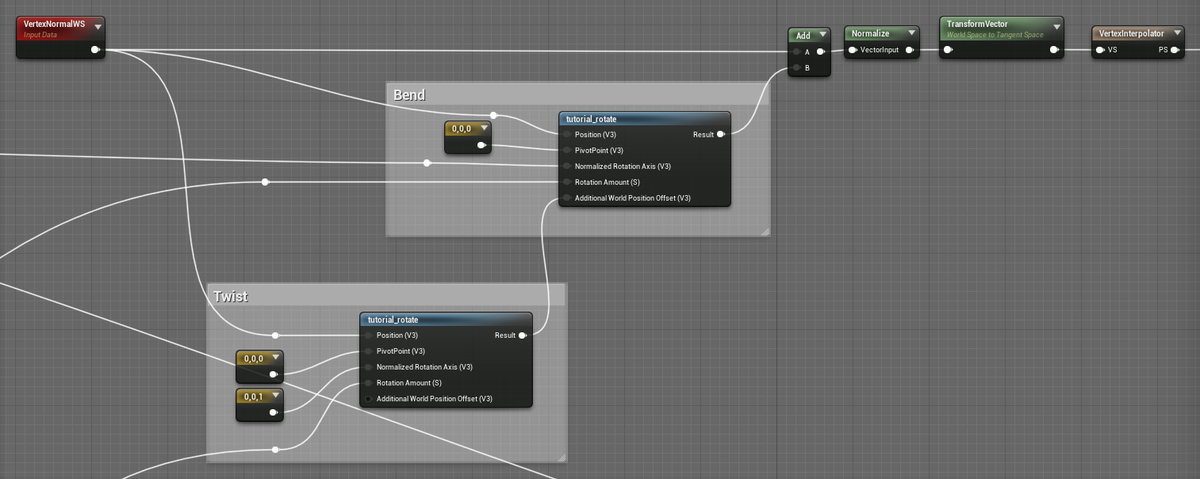 VertexNormalWS
Input Data
Add
A
B
Normalize
VectorInput
TransformVector
World Space to Tangent Space
VertexInterpolator
VS PS
Bend
0,0,0
tutorial_rotate
Position (V3) Result
PivotPoint (V3)
Normalized Rotation Axis (V3)
Rotation Amount (S)
Additional World Position Offset (V3)
Twist
0,0,0
0,0,1
tutorial_rotate
Position (V3) Result
PivotPoint (V3)
Normalized Rotation Axis (V3)
Rotation Amount (S)
Additional World Position Offset (V3)